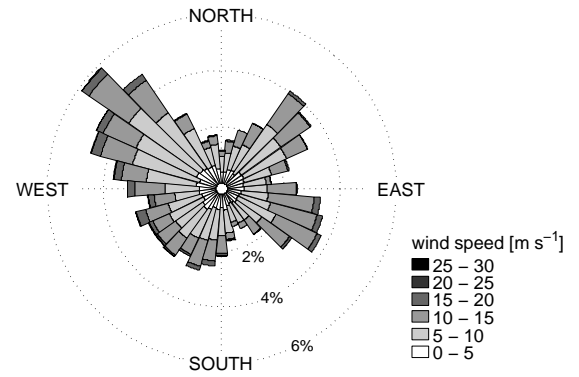 NORTH
WEST
EAST
2%
4%
6%
SOUTH
wind speed [m s⁻¹]
25 – 30
20 – 25
15 – 20
10 – 15
5 – 10
0 – 5